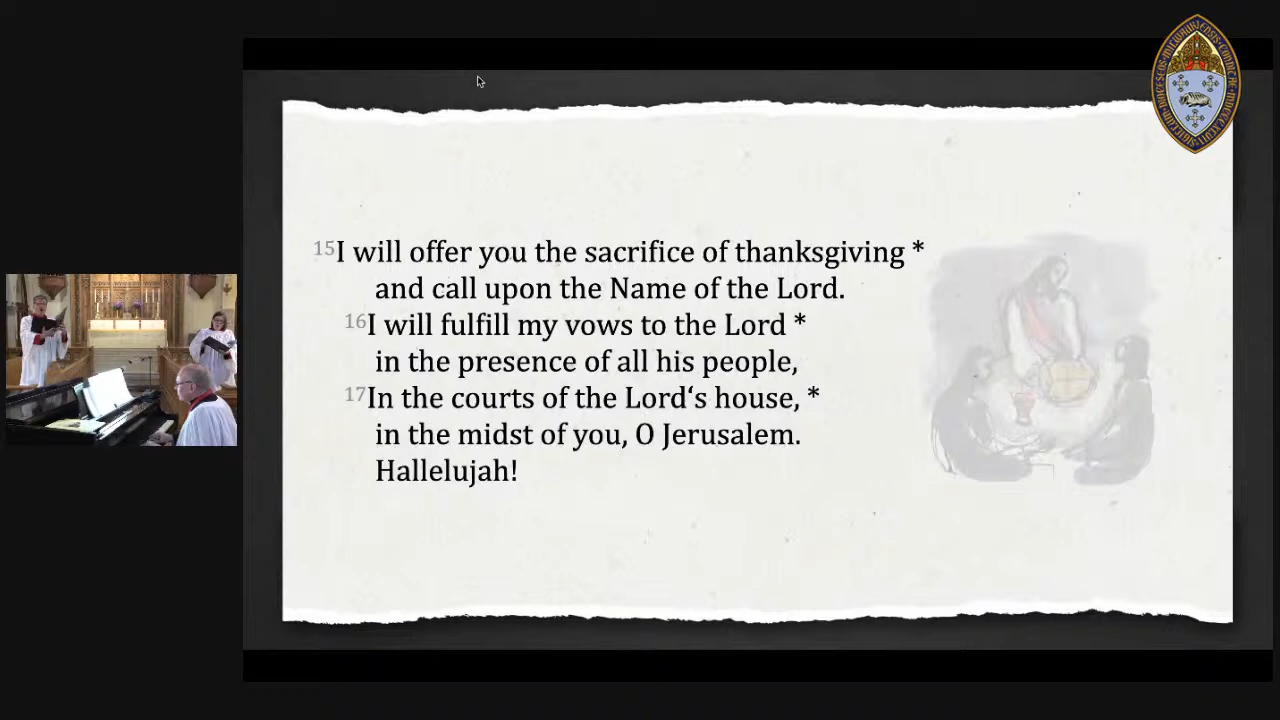 15I will offer you the sacrifice of thanksgiving *
and call upon the Name of the Lord.
16I will fulfill my vows to the Lord *
in the presence of all his people,
17In the courts of the Lord‘s house, *
in the midst of you, O Jerusalem.
Hallelujah!